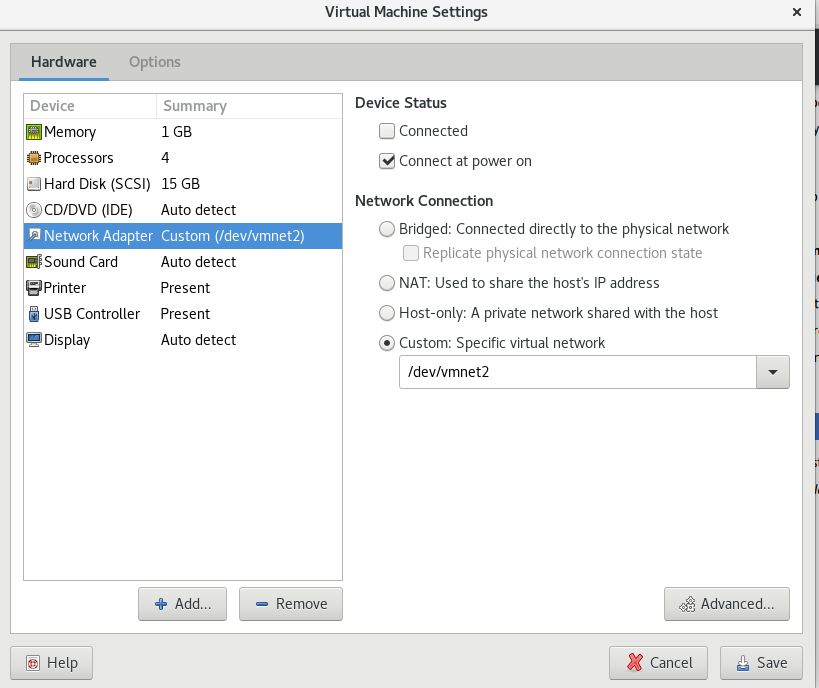 Virtual Machine Settings
Hardware Options
Device Summary
Memory 1 GB
Processors 4
Hard Disk (SCSI) 15 GB
CD/DVD (IDE) Auto detect
Network Adapter Custom (/dev/vmnet2)
Sound Card Auto detect
Printer Present
USB Controller Present
Display Auto detect
Add... Remove
Device Status
Connected
Connect at power on
Network Connection
Bridged: Connected directly to the physical network
Replicate physical network connection state
NAT: Used to share the host's IP address
Host-only: A private network shared with the host
Custom: Specific virtual network
/dev/vmnet2
Advanced...
Help Cancel Save